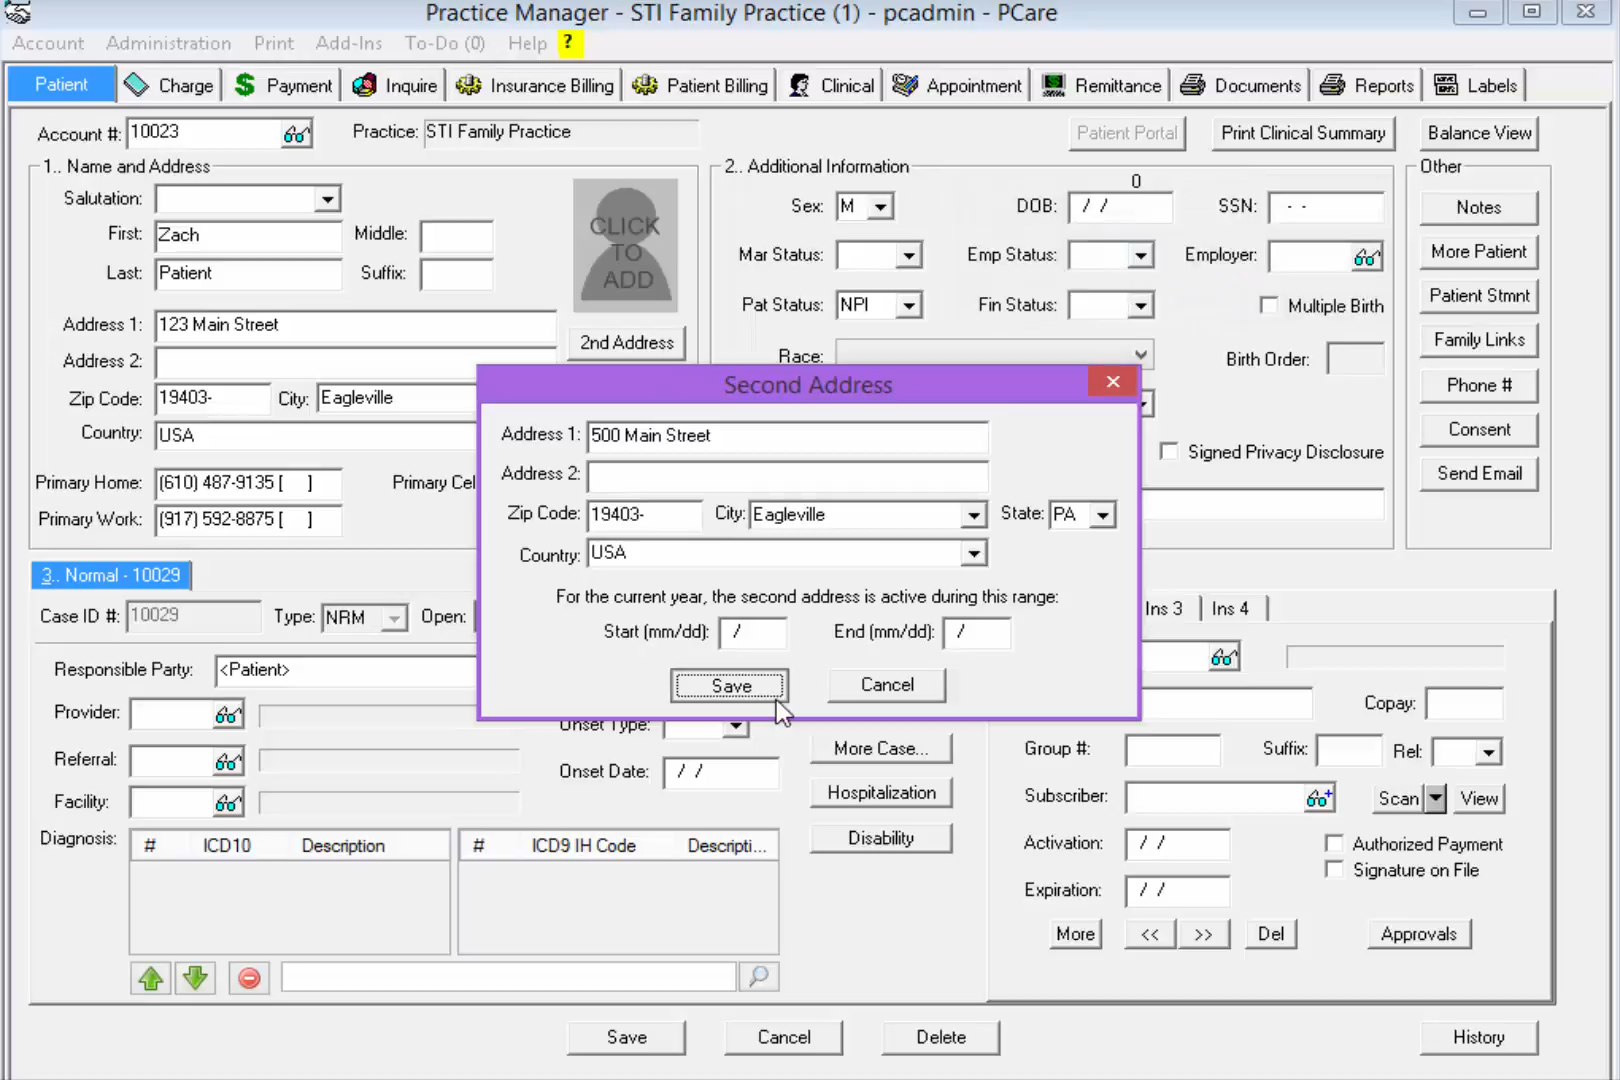 Practice Manager - STI Family Practice (1) - pcadmin - PCare
Account Administration Print Add-Ins To-Do (0) Help ?
Patient Charge Payment Inquire Insurance Billing Patient Billing Clinical Appointment Remittance Documents Reports Labels
Account #: 10023 Practice: STI Family Practice Patient Portal Print Clinical Summary Balance View
1.. Name and Address 2.. Additional Information Other
0
Salutation: Sex: M DOB: / / SSN: - - Notes
First: Zach Middle: CLICK TO ADD
Last: Patient Suffix: Mar Status: Emp Status: Employer: More Patient
Pat Status: NPI Fin Status: Multiple Birth Patient Stmnt
Address 1: 123 Main Street 2nd Address Family Links
Address 2: Race: Birth Order:
Second Address
Zip Code: 19403- City: Eagleville Phone #
Country: USA Address 1: 500 Main Street Consent
Signed Privacy Disclosure
Primary Home: (610) 487-9135 [ ] Primary Cel Address 2: Send Email
Primary Work: (917) 592-8875 [ ] Zip Code: 19403- City: Eagleville State: PA
Country: USA
3.. Normal - 10029
For the current year, the second address is active during this range:
Case ID #: 10029 Type: NRM Open: Start (mm/dd): / End (mm/dd): / Ins 3 Ins 4
Responsible Party: <Patient> Save Cancel
Provider: Onset Type: Copay:
Referral: More Case... Group #: Suffix: Rel:
Onset Date: / /
Facility: Hospitalization Subscriber: Scan View
Diagnosis: # ICD10 Description # ICD9 IH Code Descripti... Disability Activation: / / Authorized Payment
Signature on File
Expiration: / /
More << >> Del Approvals
Save Cancel Delete History